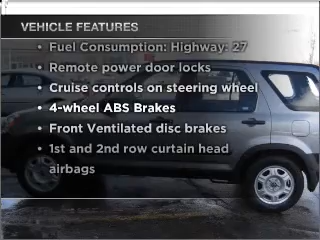 VEHICLE FEATURES
• Fuel Consumption: Highway: 27
• Remote power door locks
• Cruise controls on steering wheel
• 4-wheel ABS Brakes
• Front Ventilated disc brakes
• 1st and 2nd row curtain head
airbags